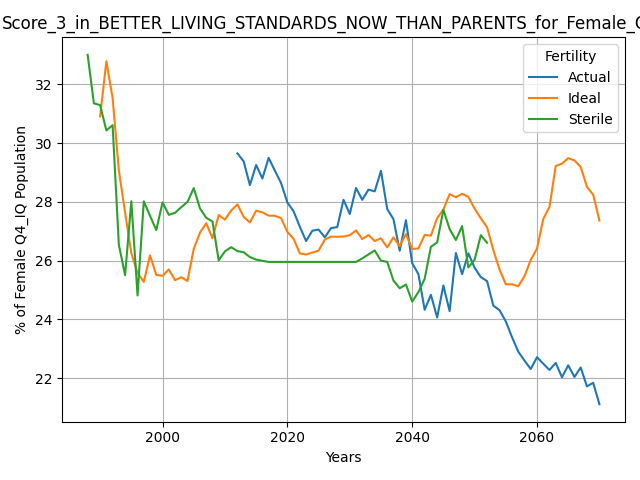 Score_3_in_BETTER_LIVING_STANDARDS_NOW_THAN_PARENTS_for_Female_
Fertility
Actual
Ideal
Sterile
% of Female Q4_IQ Population
32
30
28
26
24
22
2000
2020
2040
2060
Years